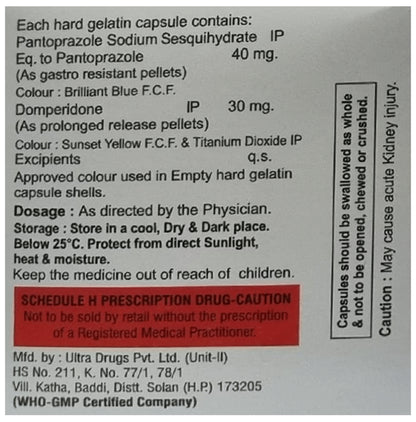 Each hard gelatin capsule contains:
Pantoprazole Sodium Sesquihydrate IP
Eq. to Pantoprazole 40 mg.
(As gastro resistant pellets)
Colour : Brilliant Blue F.C.F.
Domperidone IP 30 mg.
(As prolonged release pellets)
Colour : Sunset Yellow F.C.F. & Titanium Dioxide IP
Excipients q.s.
Approved colour used in Empty hard gelatin
capsule shells.
Dosage : As directed by the Physician.
Storage : Store in a cool, Dry & Dark place.
Below 25°C. Protect from direct Sunlight,
heat & moisture.
Keep the medicine out of reach of children.
SCHEDULE H PRESCRIPTION DRUG-CAUTION
Not to be sold by retail without the prescription
of a Registered Medical Practitioner.
Mfd. by : Ultra Drugs Pvt. Ltd. (Unit-II)
HS No. 211, K. No. 77/1, 78/1
Vill. Katha, Baddi, Distt. Solan (H.P.) 173205
(WHO-GMP Certified Company)
Capsules should be swallowed as whole
& not to be opened, chewed or crushed.
Caution : May cause acute Kidney injury.